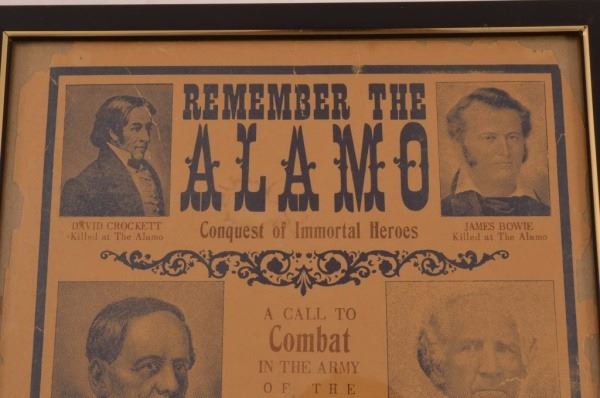 REMEMBER THE
ALAMO
Conquest of Immortal Heroes
DAVID CROCKETT
Killed at The Alamo
JAMES BOWIE
Killed at The Alamo
A CALL TO
Combat
IN THE ARMY
OF THE